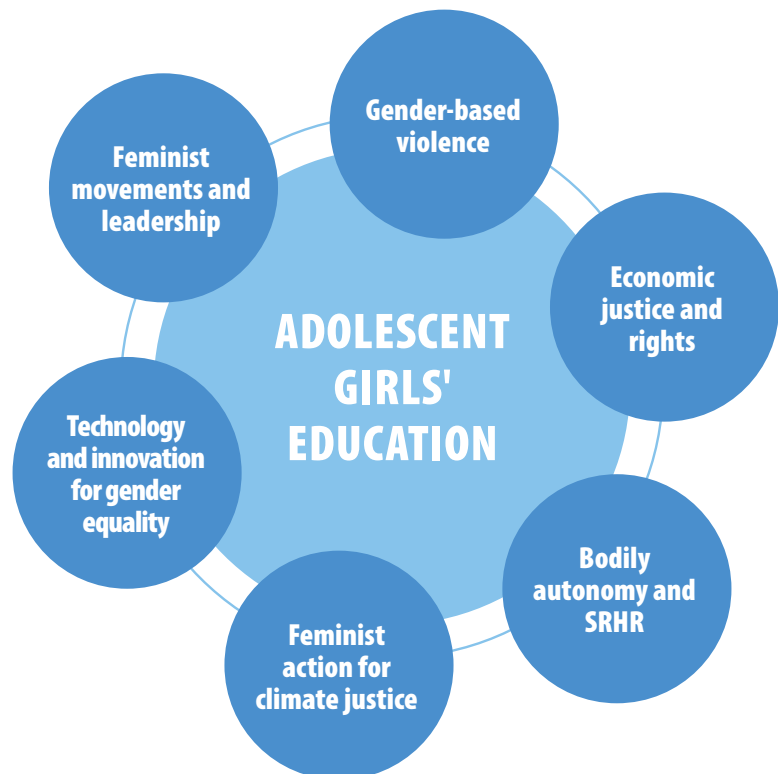 Gender-based
violence
Economic
justice and
rights
Bodily
autonomy and
SRHR
Feminist
action for
climate justice
Technology
and innovation
for gender
equality
Feminist
movements and
leadership
ADOLESCENT
GIRLS'
EDUCATION